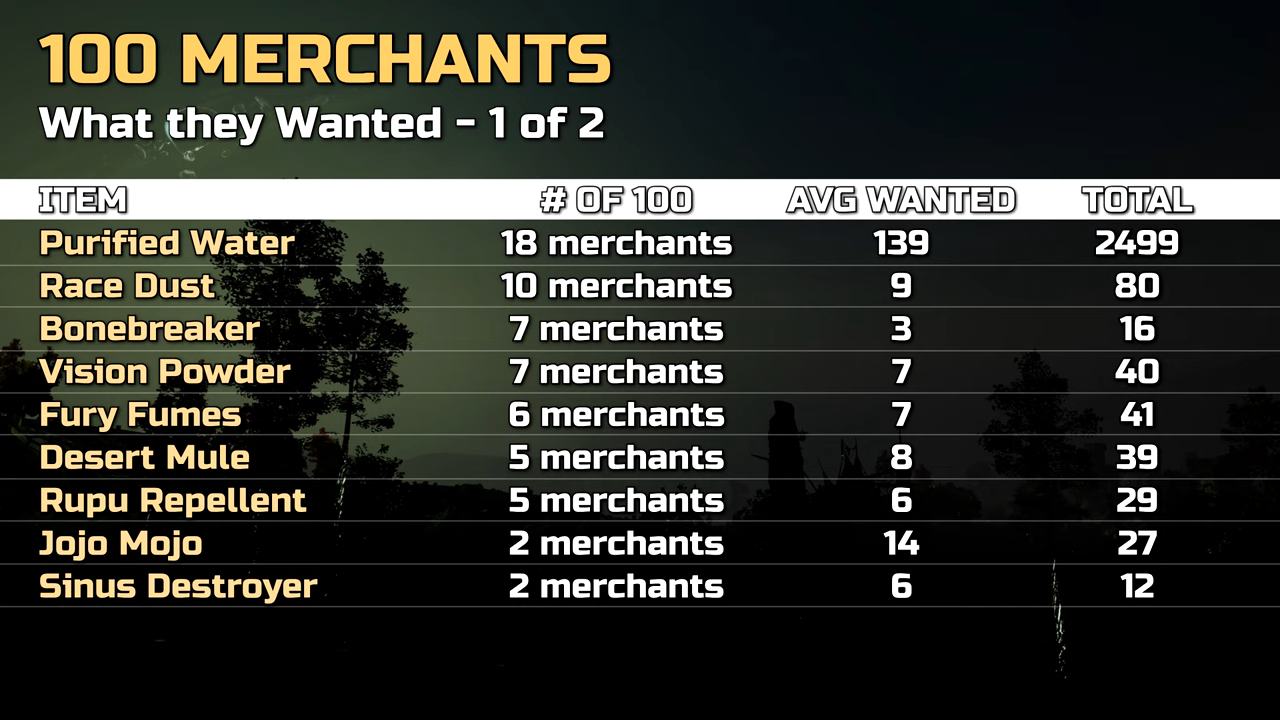 100 MERCHANTS
What they Wanted - 1 of 2
ITEM # OF 100 AVG WANTED TOTAL
Purified Water 18 merchants 139 2499
Race Dust 10 merchants 9 80
Bonebreaker 7 merchants 3 16
Vision Powder 7 merchants 7 40
Fury Fumes 6 merchants 7 41
Desert Mule 5 merchants 8 39
Rupu Repellent 5 merchants 6 29
Jojo Mojo 2 merchants 14 27
Sinus Destroyer 2 merchants 6 12